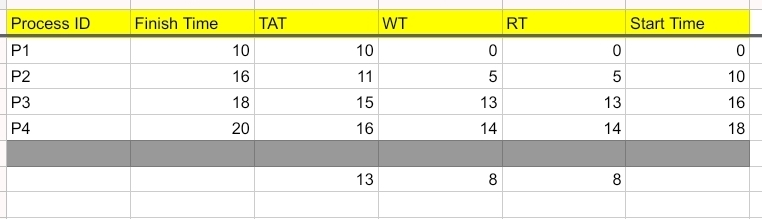 Process ID Finish Time TAT WT RT Start Time
P1 10 10 0 0 0
P2 16 11 5 5 10
P3 18 15 13 13 16
P4 20 16 14 14 18
13 8 8